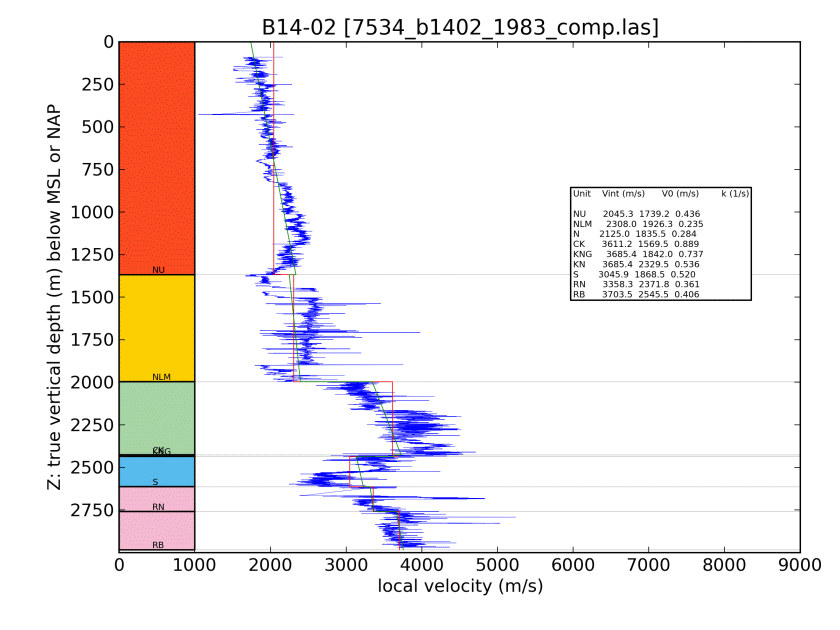 B14-02 [7534_b1402_1983_comp.las]
Z: true vertical depth (m) below MSL or NAP
0
250
500
750
1000
1250
1500
1750
2000
2250
2500
2750
NU
NLM
CK
KNG
S
RN
RB
Unit Vint (m/s) V0 (m/s) k (1/s)
NU 2045.3 1739.2 0.436
NLM 2308.0 1926.3 0.235
N 2125.0 1835.5 0.284
CK 3611.2 1569.5 0.889
KNG 3685.4 1842.0 0.737
KN 3685.4 2329.5 0.536
S 3045.9 1868.5 0.520
RN 3358.3 2371.8 0.361
RB 3703.5 2545.5 0.406
0 1000 2000 3000 4000 5000 6000 7000 8000 9000
local velocity (m/s)